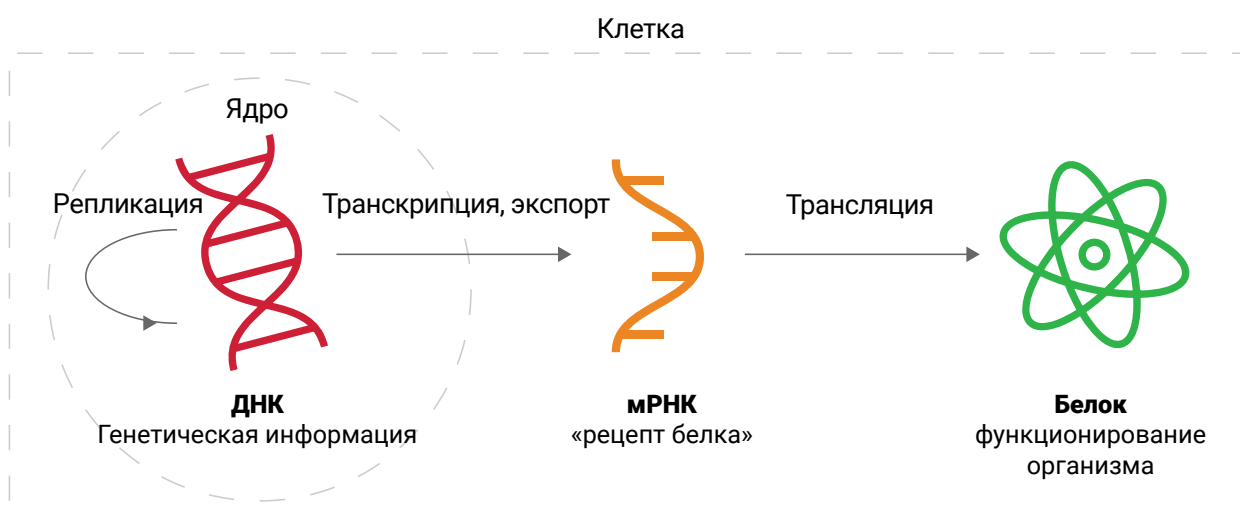 Клетка
Ядро
Репликация
Транскрипция, экспорт
Трансляция
ДНК
Генетическая информация
мРНК
«рецепт белка»
Белок
функционирование
организма